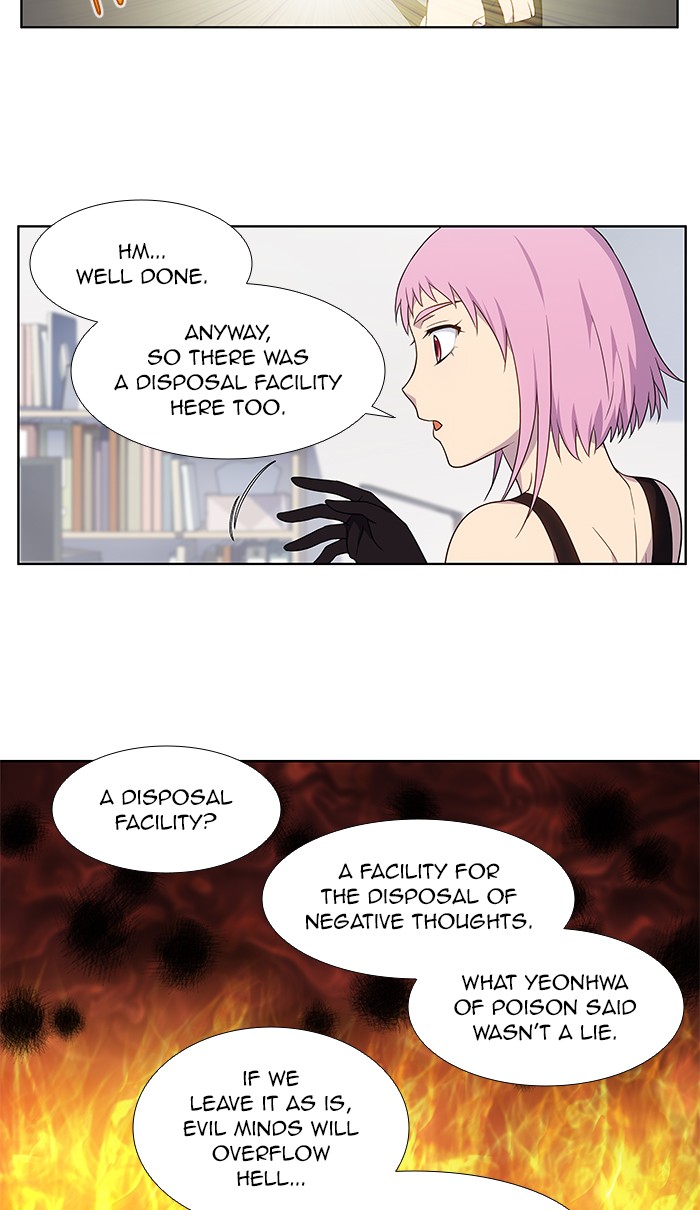 HM...
WELL DONE.
ANYWAY,
SO THERE WAS
A DISPOSAL FACILITY
HERE TOO.
A DISPOSAL
FACILITY?
A FACILITY FOR
THE DISPOSAL OF
NEGATIVE THOUGHTS.
WHAT YEONHWA
OF POISON SAID
WASN'T A LIE.
IF WE
LEAVE IT AS IS,
EVIL MINDS WILL
OVERFLOW
HELL...